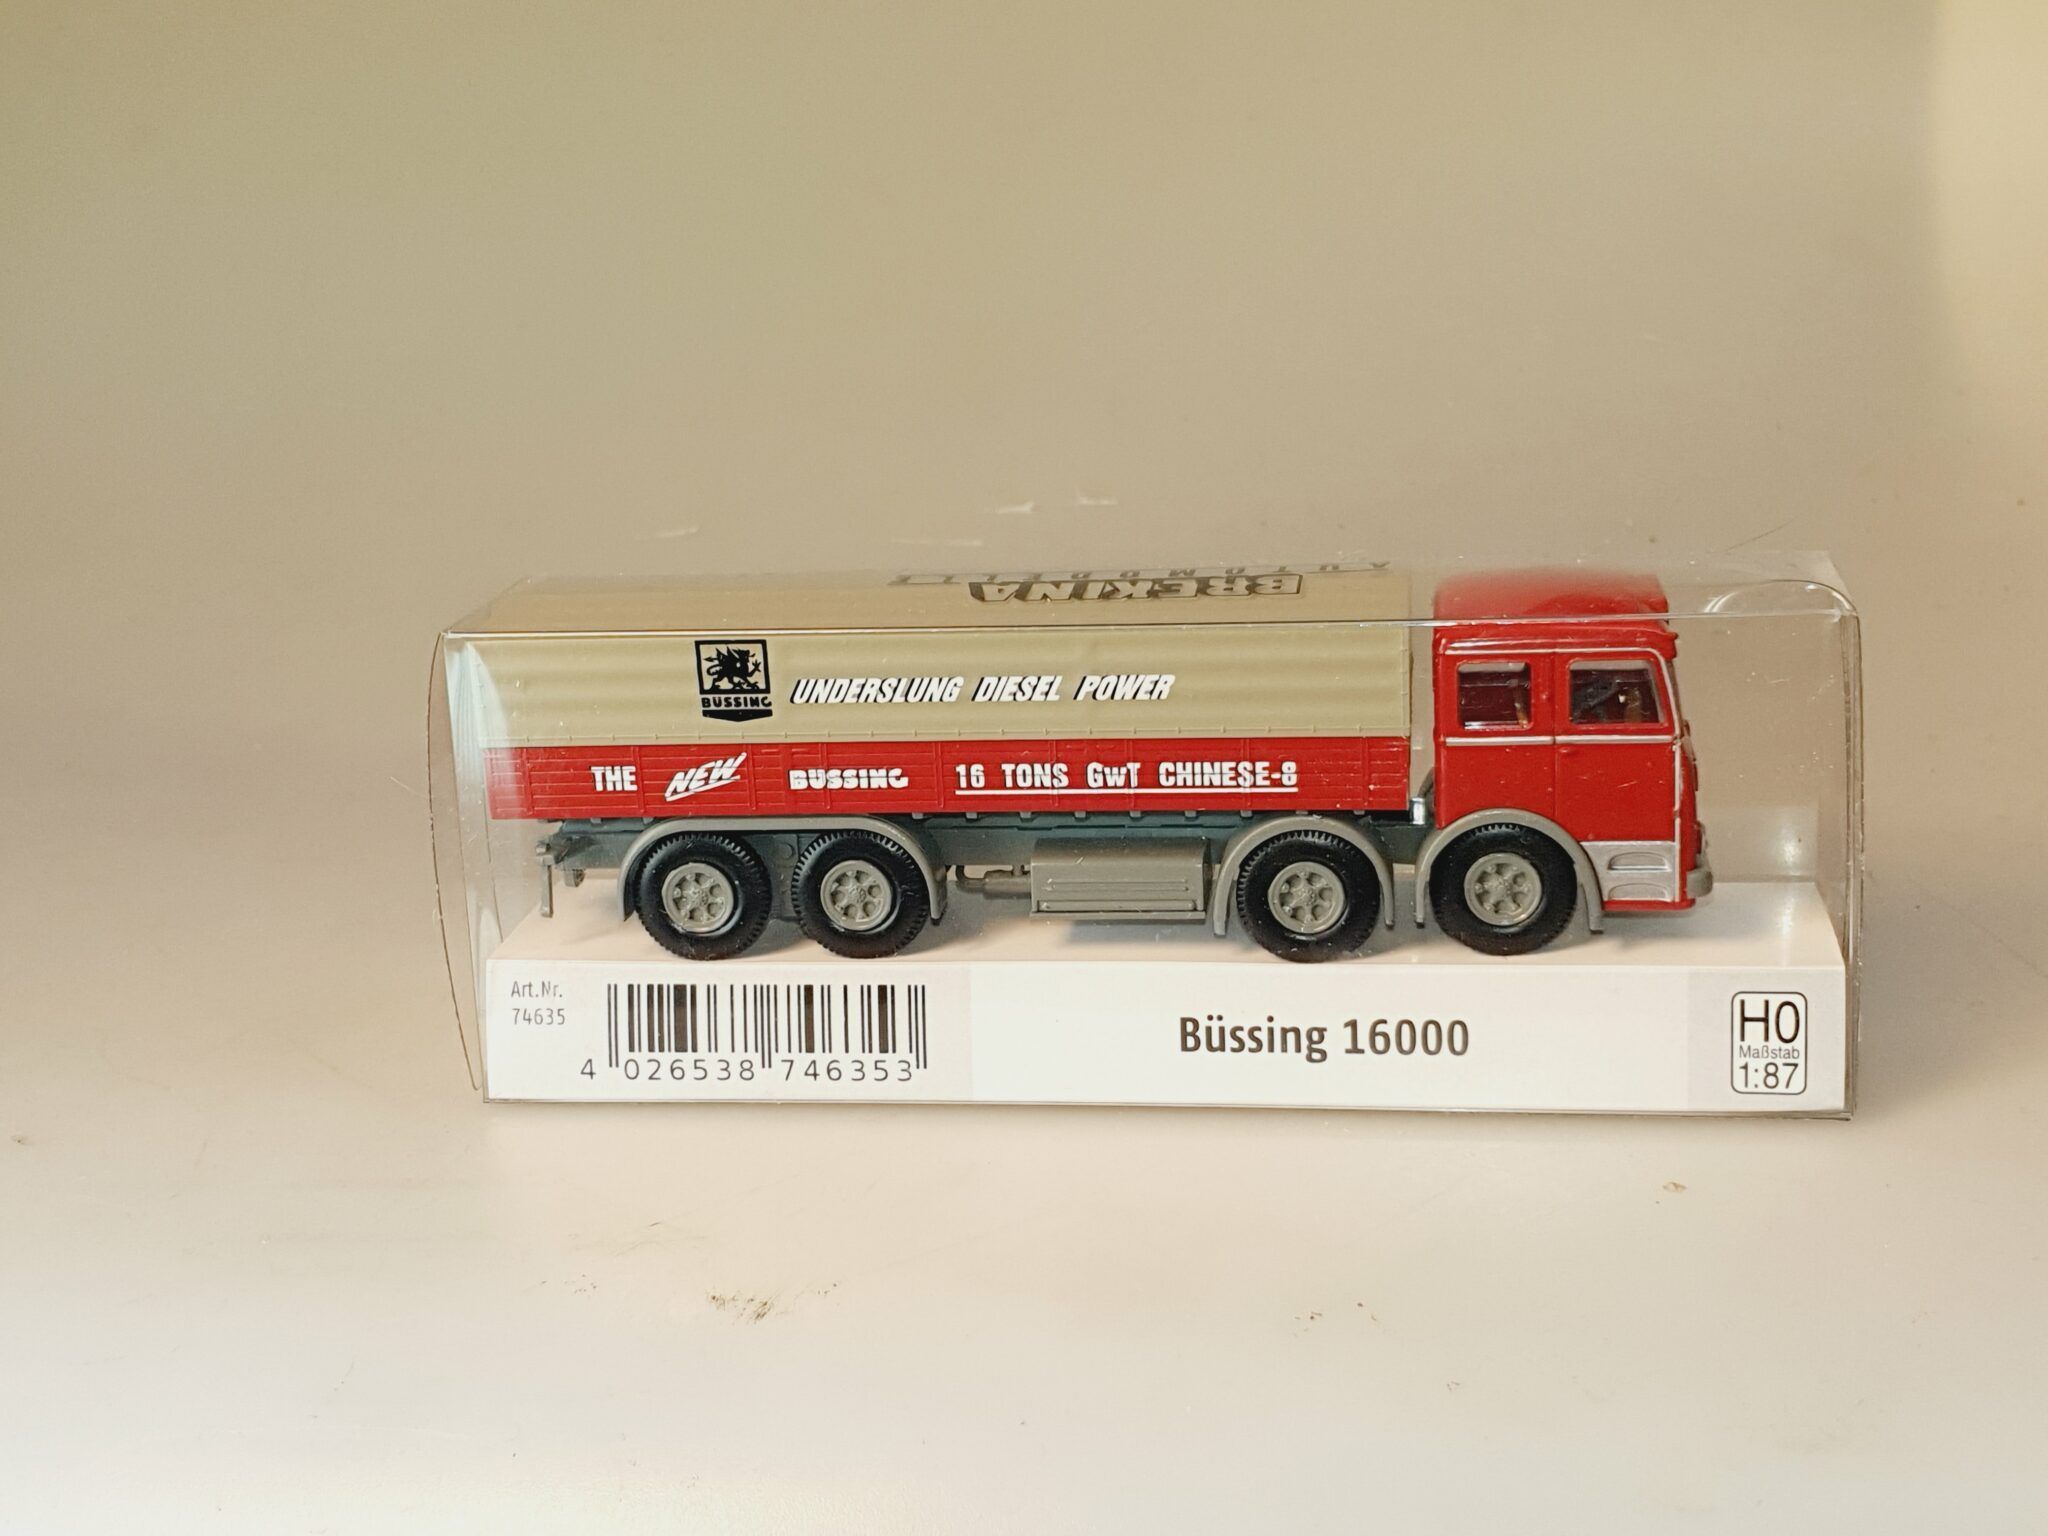 BREKINA
AUTOMODELLE
BÜSSING
UNDERSLUNG DIESEL POWER
THE NEW BÜSSING 16 TONS GwT CHINESE-8
Art.Nr.
74635
4 026538 746353
Büssing 16000
H0
Maßstab
1:87